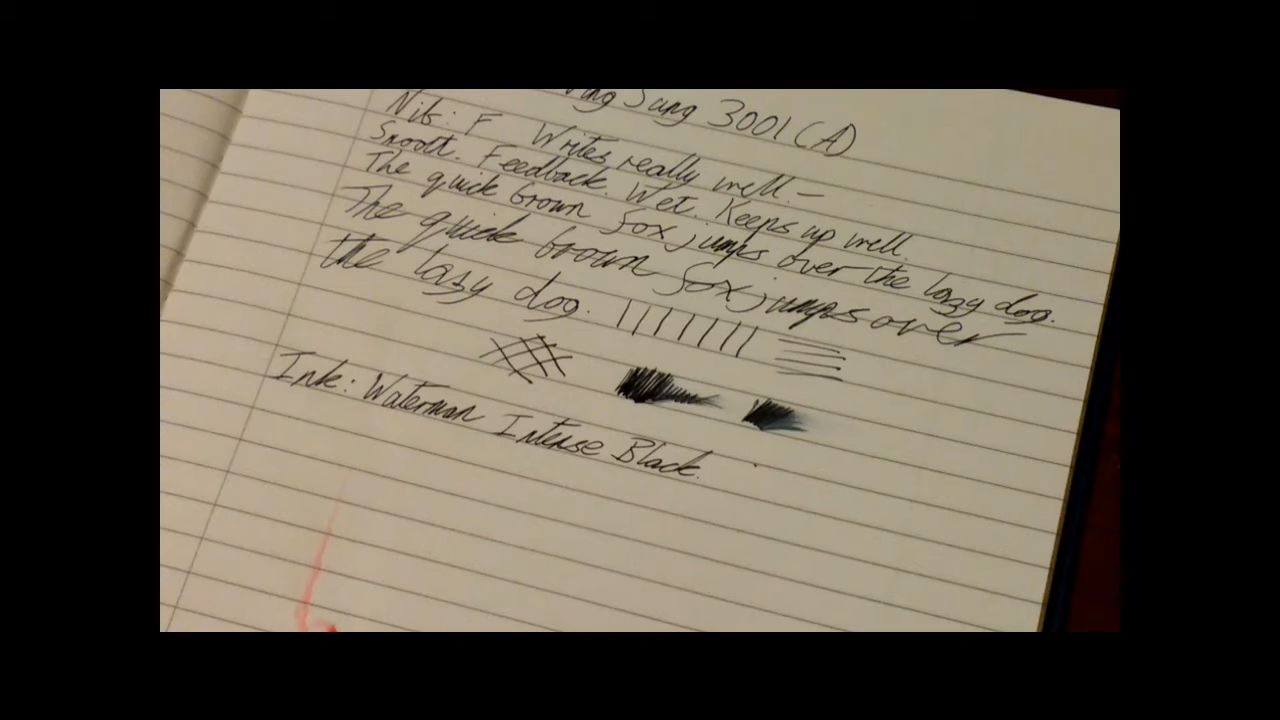 Sung 3001 (A)
Nib: F Writes really well. —
Smooth. Feedback. Wet. Keeps up well.
The quick brown fox jumps over the lazy dog.
The quick brown fox jumps over
the lazy dog.
Ink: Waterman Intense Black.